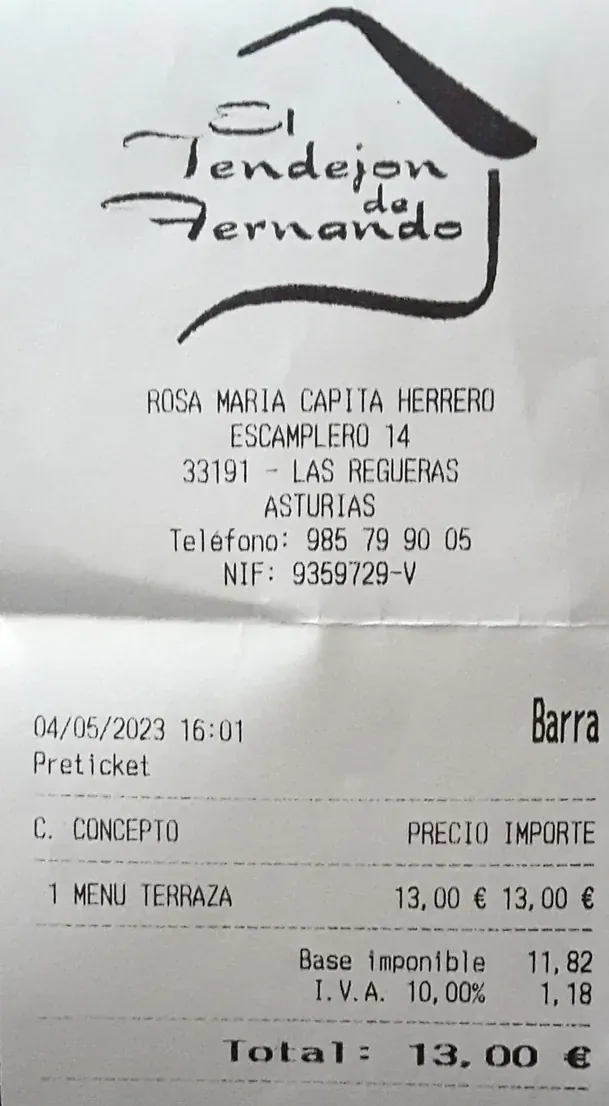 El
Tendejon
de
Fernando
ROSA MARIA CAPITA HERRERO
ESCAMPLERO 14
33191 - LAS REGUERAS
ASTURIAS
Teléfono: 985 79 90 05
NIF: 9359729-V
04/05/2023 16:01 Barra
Preticket
C. CONCEPTO PRECIO IMPORTE
1 MENU TERRAZA 13,00 € 13,00 €
Base imponible 11,82
I.V.A. 10,00% 1,18
Total: 13,00 €